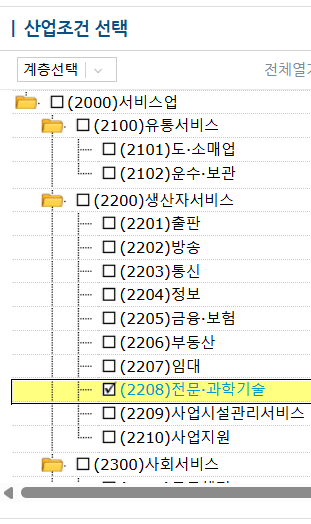 산업조건 선택
계층선택 전체열기
(2000)서비스업
(2100)유통서비스
(2101)도·소매업
(2102)운수·보관
(2200)생산자서비스
(2201)출판
(2202)방송
(2203)통신
(2204)정보
(2205)금융·보험
(2206)부동산
(2207)임대
(2208)전문·과학기술
(2209)사업시설관리서비스
(2210)사업지원
(2300)사회서비스